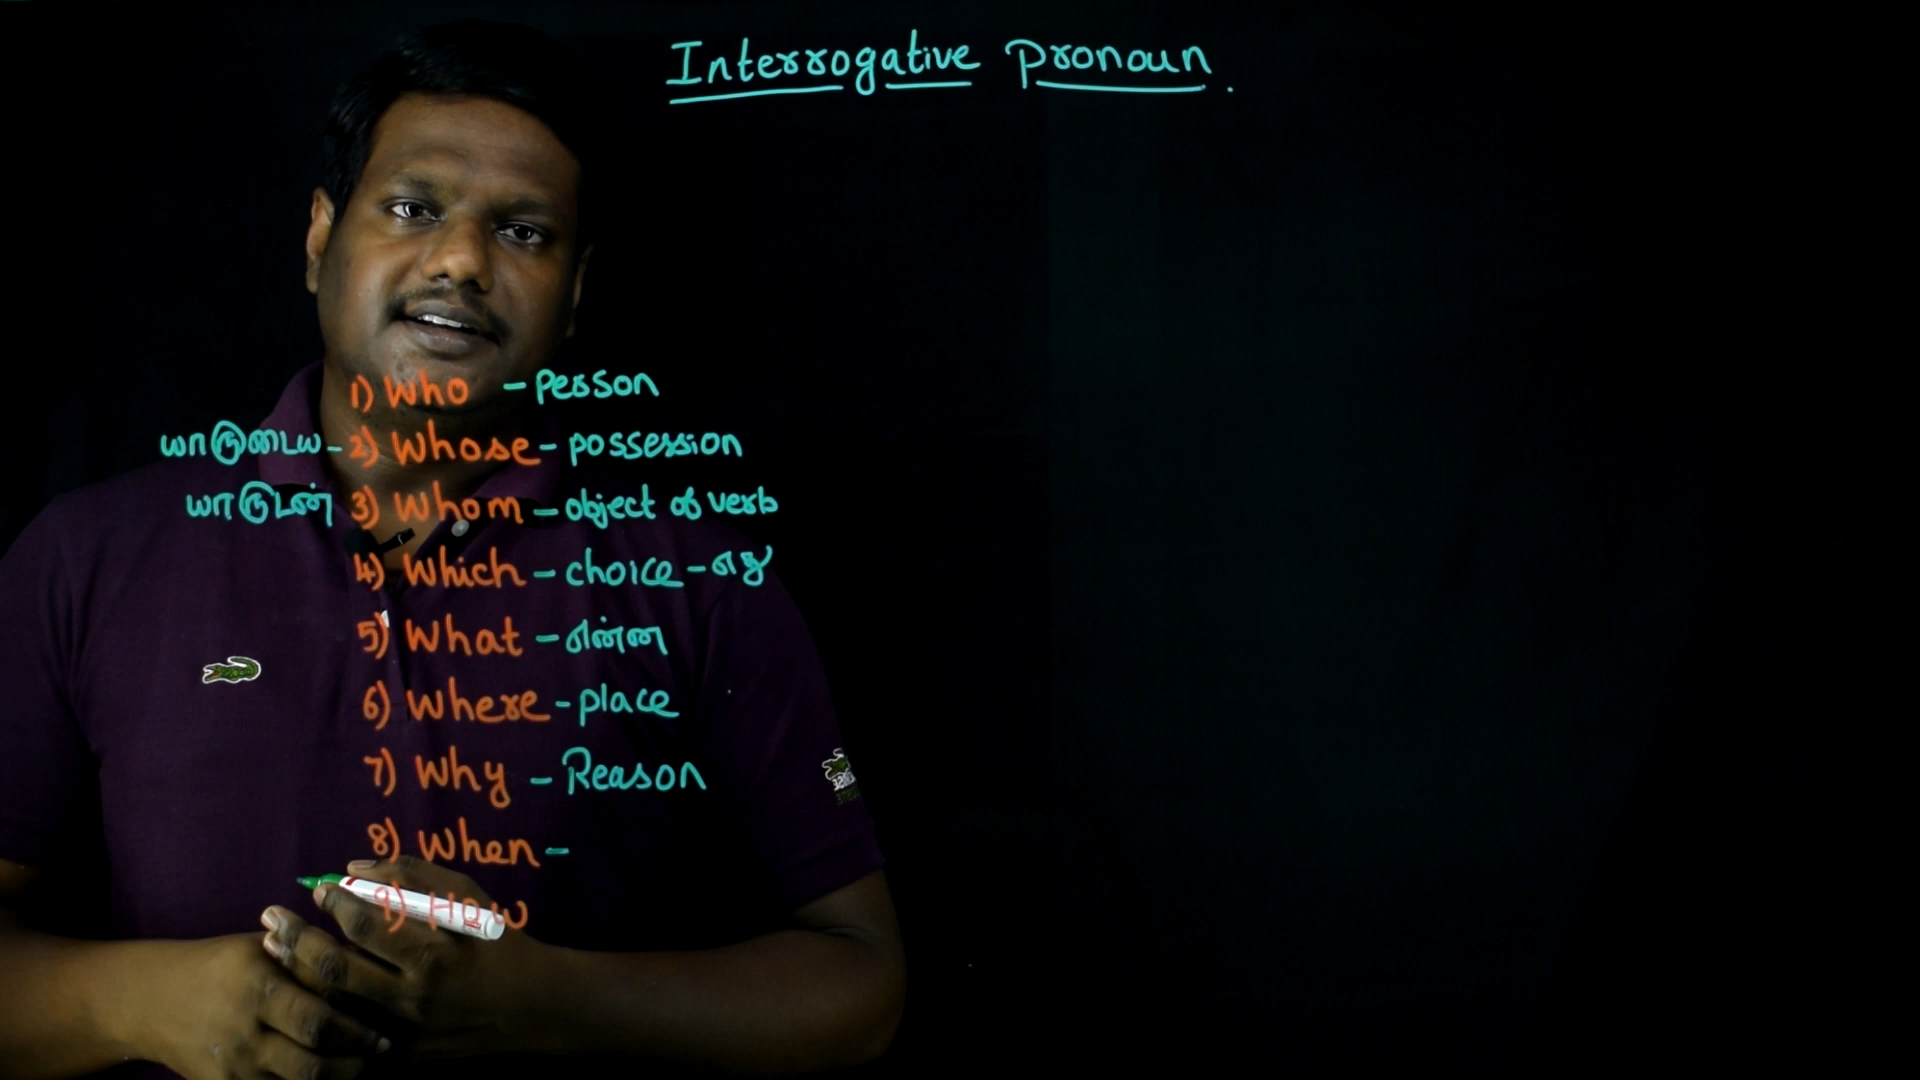 Interrogative pronoun.
1) Who - person
யாருடைய - 2) Whose - possession
யாருடன் 3) Whom - object of verb
4) Which - choice - எது
5) What - என்ன
6) Where - place
7) Why - Reason
8) When -
9) How